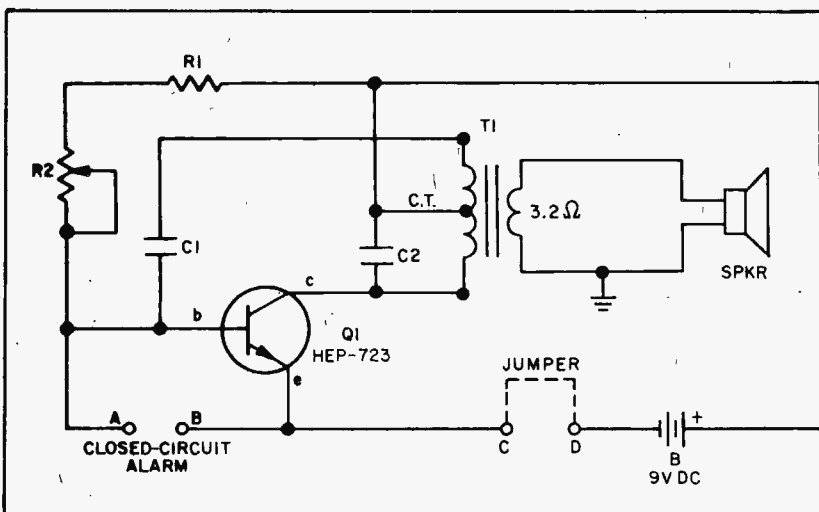 R1
T1
R2
C.T.
3.2Ω
C1
C2
SPKR
c
b
Q1
HEP-723
e
JUMPER
A
B
CLOSED-CIRCUIT
ALARM
C
D
+
B
9V DC